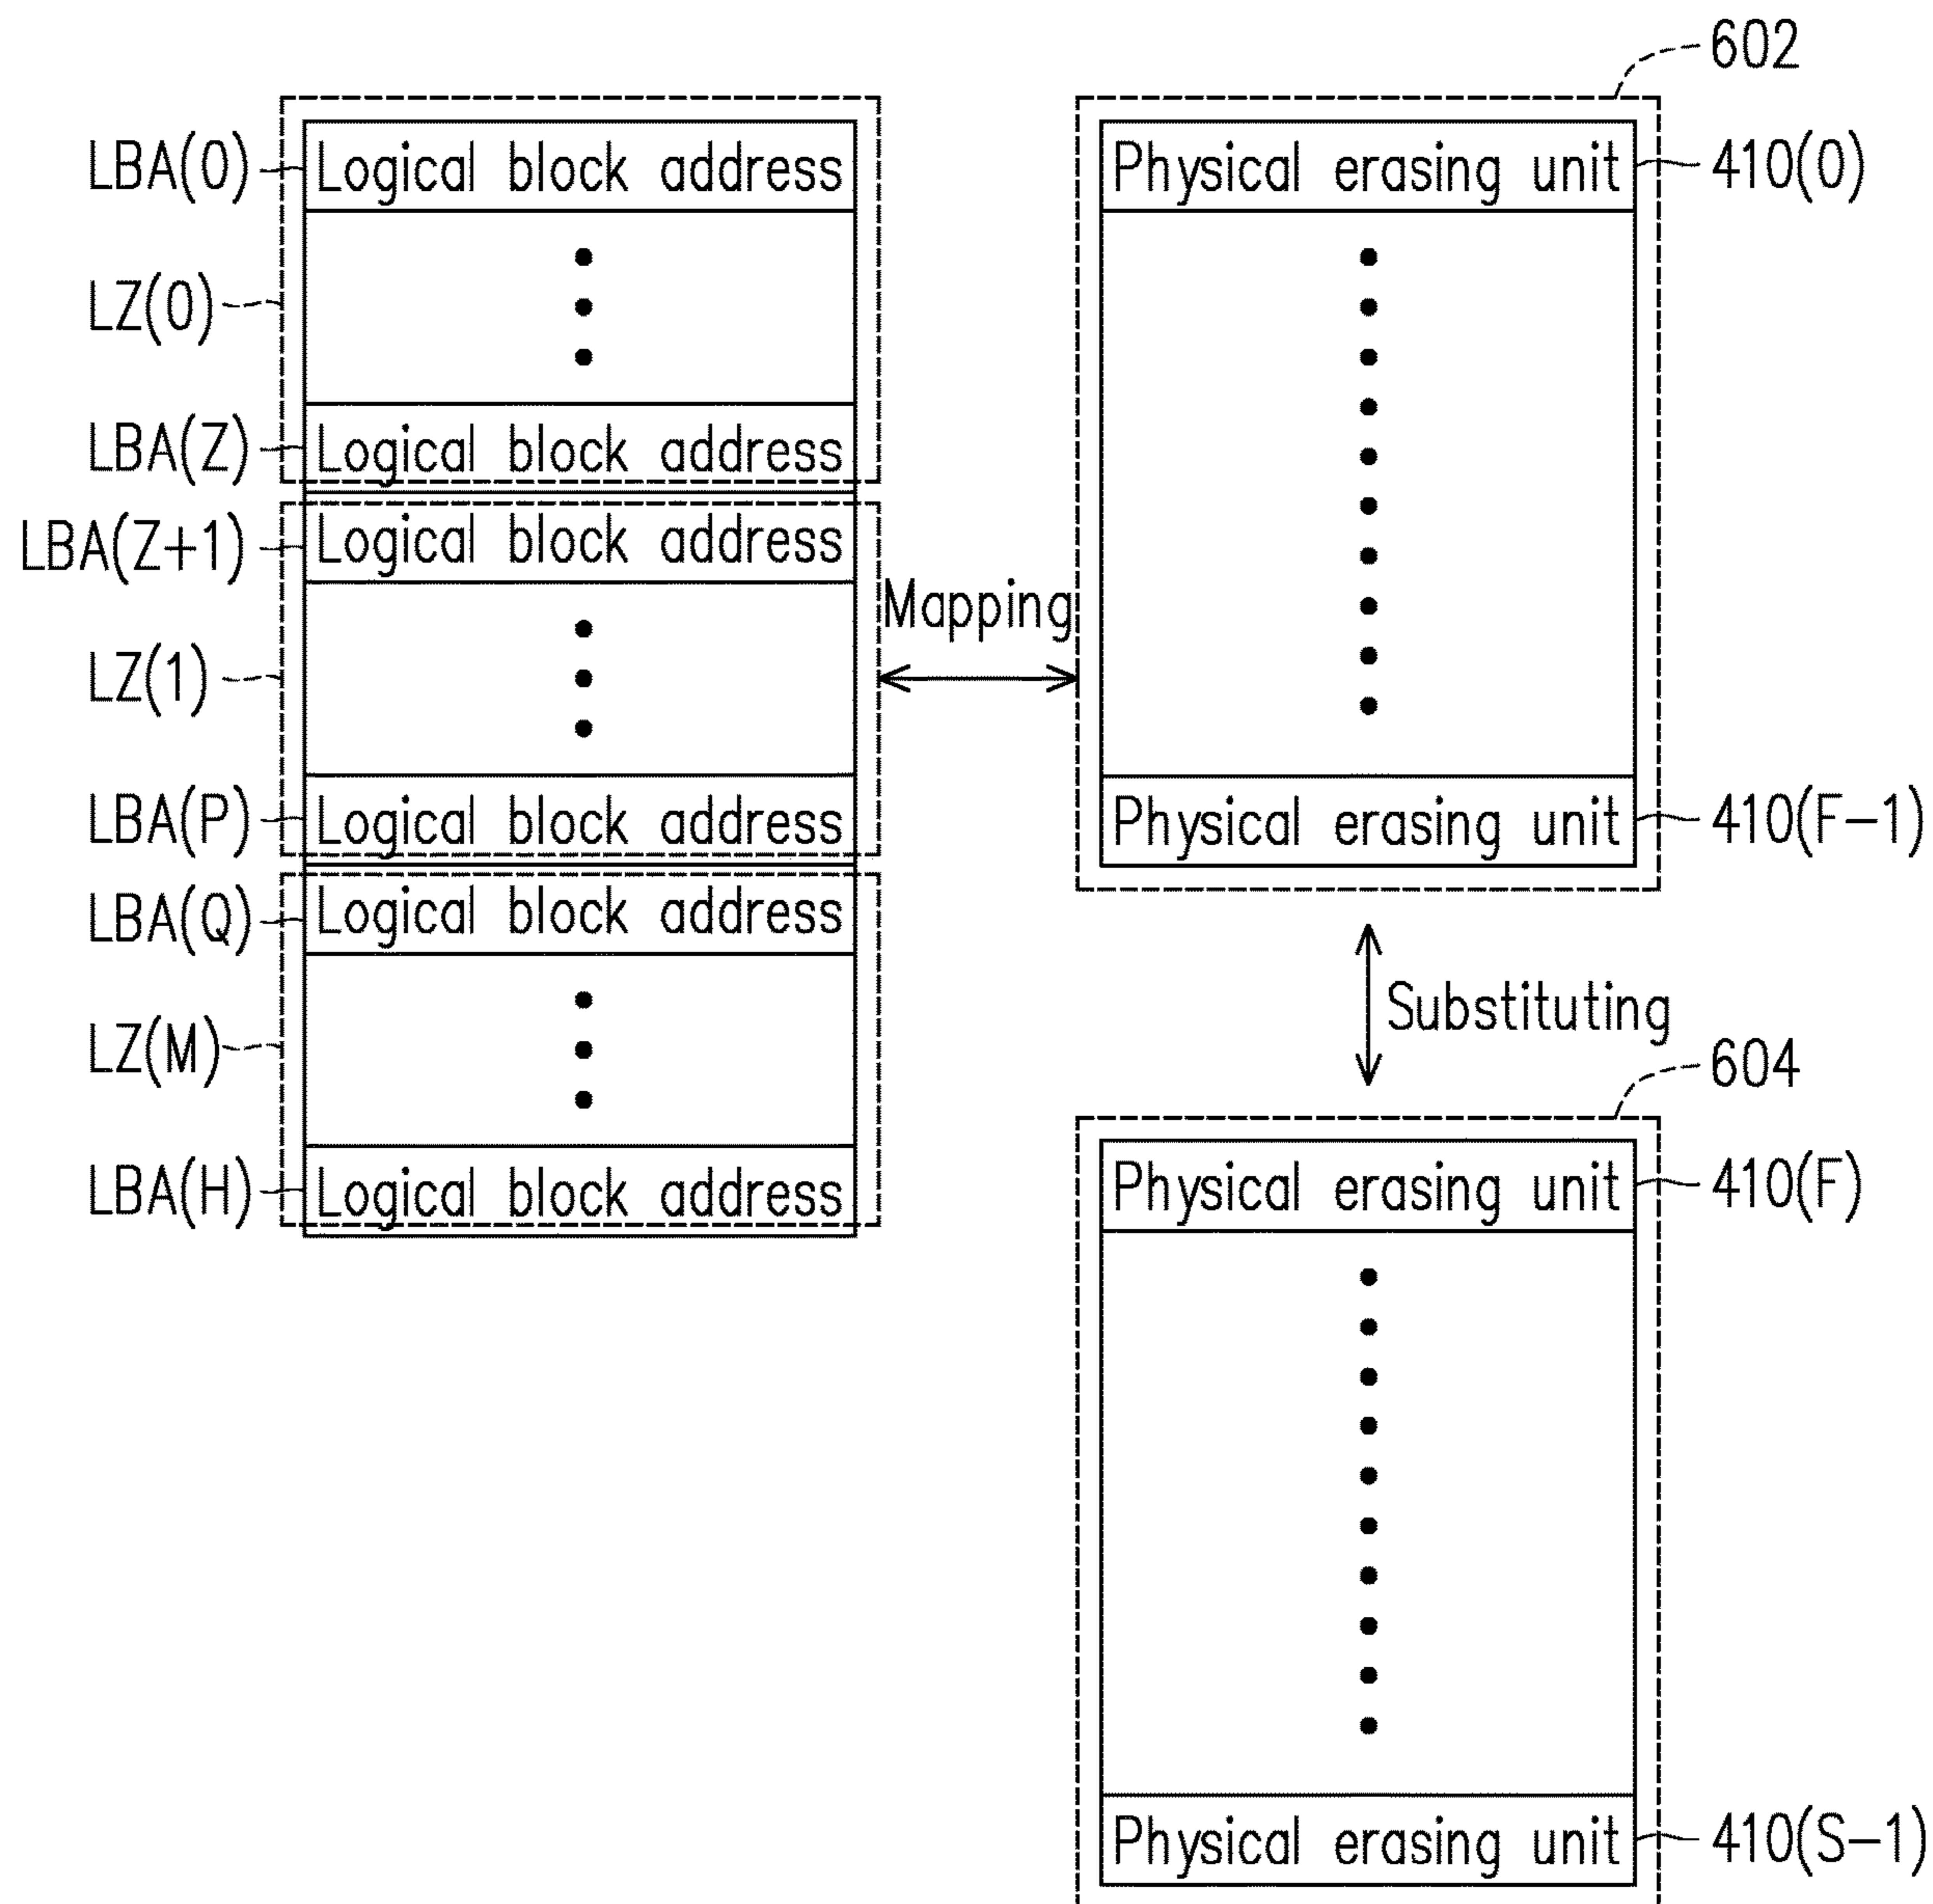 602
LBA(0) Logical block address
Physical erasing unit 410(0)
LZ(0)
LBA(Z) Logical block address
LBA(Z+1) Logical block address
Mapping
LZ(1)
LBA(P) Logical block address
Physical erasing unit 410(F-1)
LBA(Q) Logical block address
Substituting
LZ(M)
604
LBA(H) Logical block address
Physical erasing unit 410(F)
Physical erasing unit 410(S-1)